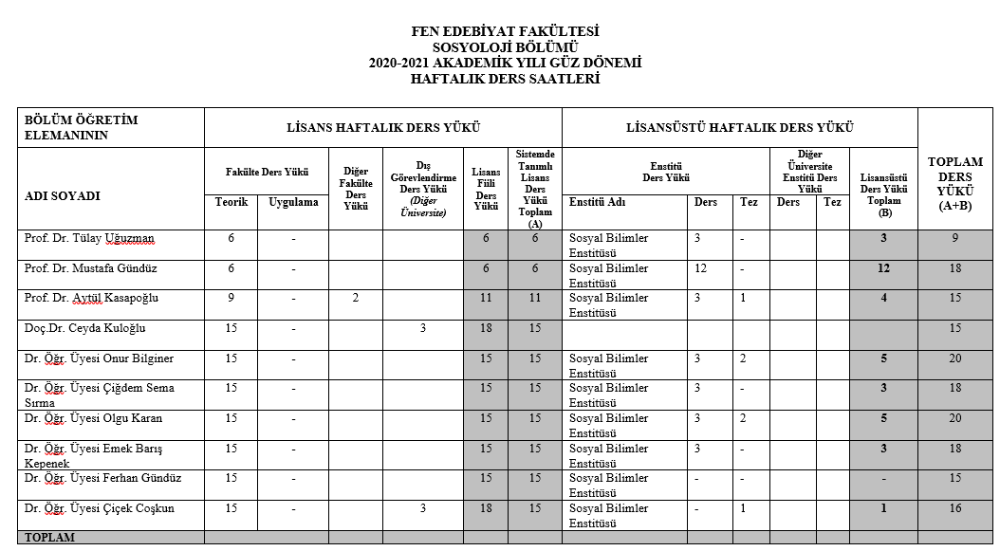 FEN EDEBİYAT FAKÜLTESİ
SOSYOLOJİ BÖLÜMÜ
2020-2021 AKADEMİK YILI GÜZ DÖNEMİ
HAFTALIK DERS SAATLERİ
BÖLÜM ÖĞRETİM
ELEMANININ
LİSANS HAFTALIK DERS YÜKÜ
LİSANSÜSTÜ HAFTALIK DERS YÜKÜ
TOPLAM
DERS
YÜKÜ
(A+B)
ADI SOYADI
Fakülte Ders Yükü
Teorik
Uygulama
Diğer
Fakülte
Ders
Yükü
Dış
Görevlendirme
Ders Yükü
(Diğer
Üniversite)
Lisans
Fiili
Ders
Yükü
Sistemde
Tanımlı
Lisans
Ders
Yükü
Toplam
(A)
Enstitü
Ders Yükü
Enstitü Adı
Ders
Tez
Diğer
Üniversite
Enstitü Ders
Yükü
Ders
Tez
Lisansüstü
Ders Yükü
Toplam
(B)
Prof. Dr. Tülay Uğuzman 6 - 6 6 Sosyal Bilimler 3 - 3 9
Enstitüsü
Prof. Dr. Mustafa Gündüz 6 - 6 6 Sosyal Bilimler 12 - 12 18
Enstitüsü
Prof. Dr. Aytül Kasapoğlu 9 - 2 11 11 Sosyal Bilimler 3 1 4 15
Enstitüsü
Doç.Dr. Ceyda Kuloğlu 15 - 3 18 15 15
Dr. Öğr. Üyesi Onur Bilginer 15 - 15 15 Sosyal Bilimler 3 2 5 20
Enstitüsü
Dr. Öğr. Üyesi Çiğdem Sema 15 - 15 15 Sosyal Bilimler 3 - 3 18
Sırma Enstitüsü
Dr. Öğr. Üyesi Olgu Karan 15 - 15 15 Sosyal Bilimler 3 2 5 20
Enstitüsü
Dr. Öğr. Üyesi Emek Barış 15 - 15 15 Sosyal Bilimler 3 - 3 18
Kepenek Enstitüsü
Dr. Öğr. Üyesi Ferhan Gündüz 15 - 15 15 Sosyal Bilimler - - - 15
Enstitüsü
Dr. Öğr. Üyesi Çiçek Coşkun 15 - 3 18 15 Sosyal Bilimler - 1 1 16
Enstitüsü
TOPLAM